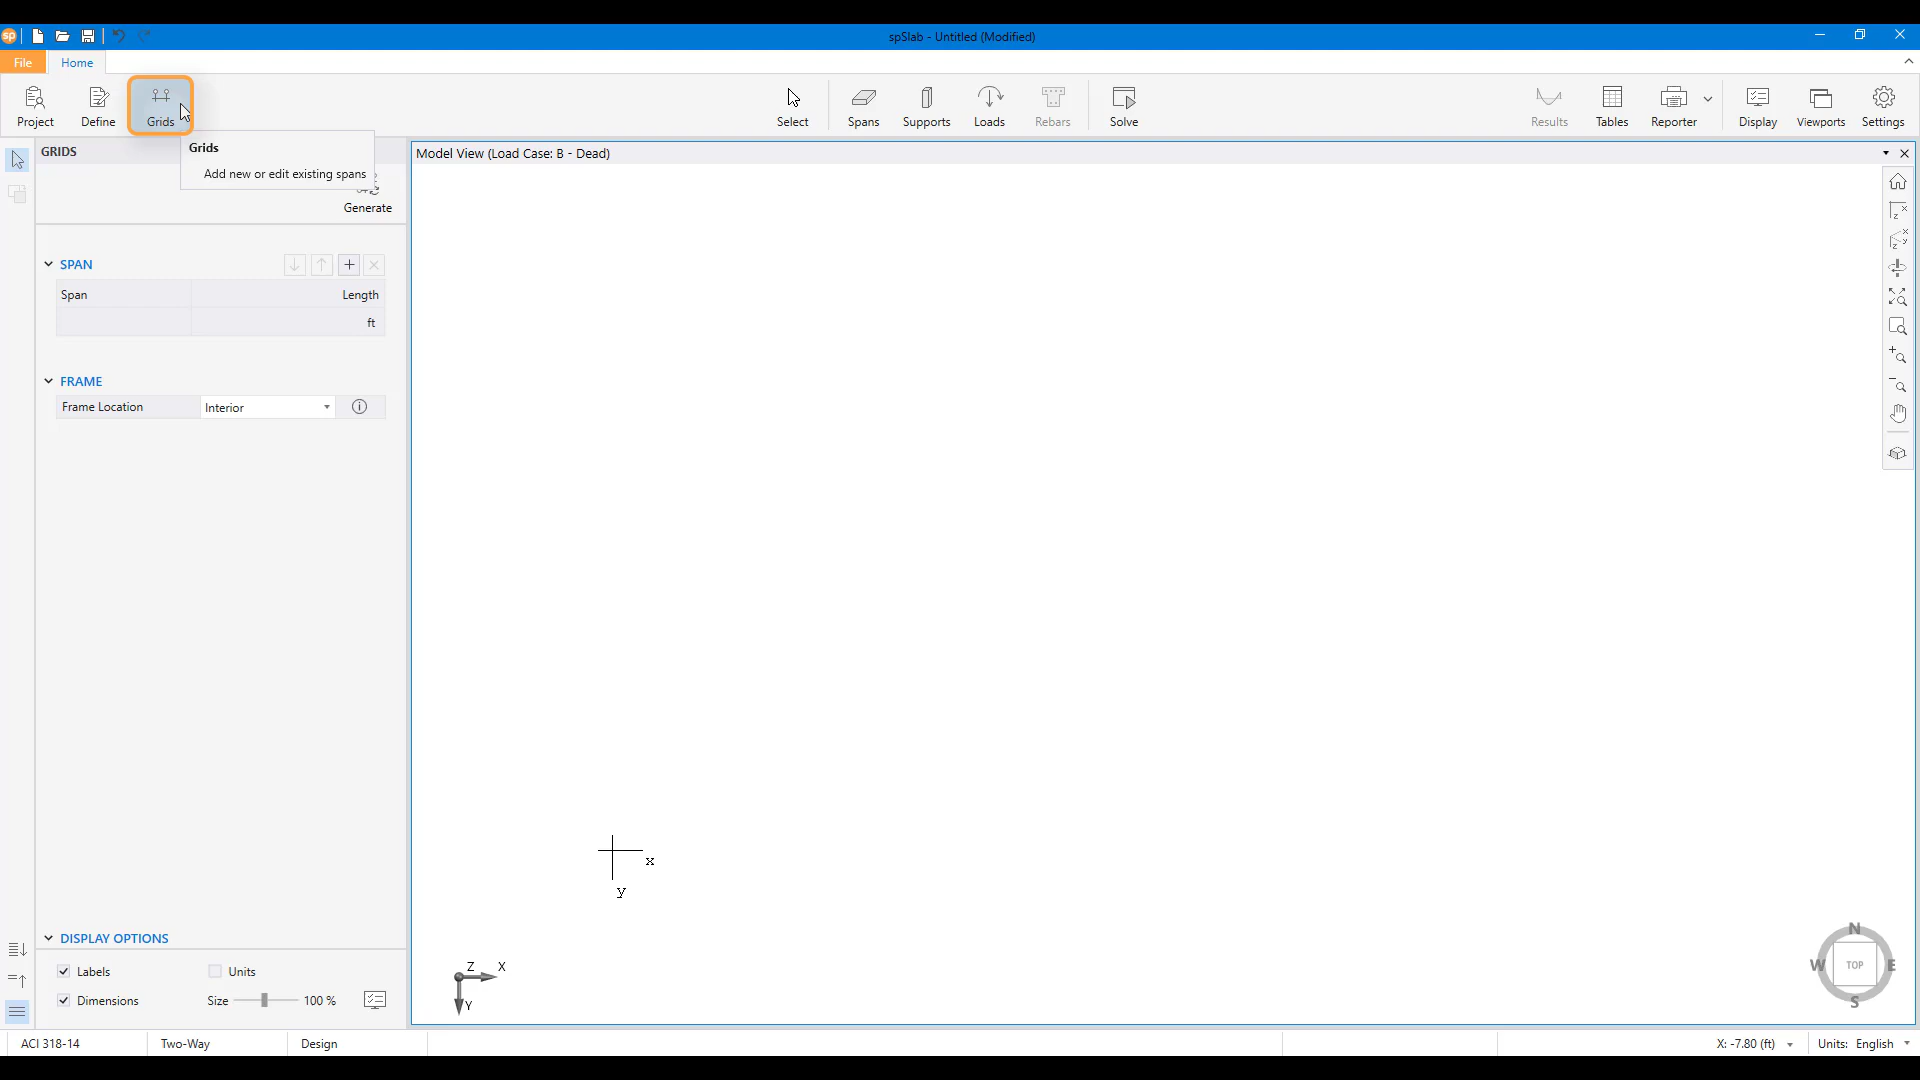 sp
spSlab - Untitled (Modified)
File
Home
Project
Define
Grids
Select
Spans
Supports
Loads
Rebars
Solve
Results
Tables
Reporter
Display
Viewports
Settings
GRIDS
Grids
Add new or edit existing spans
Generate
Model View (Load Case: B - Dead)
SPAN
Span
Length
ft
FRAME
Frame Location
Interior
x
y
Z
X
Y
N
W
TOP
E
S
DISPLAY OPTIONS
Labels
Units
Dimensions
Size
100 %
ACI 318-14
Two-Way
Design
X: -7.80 (ft)
Units: English